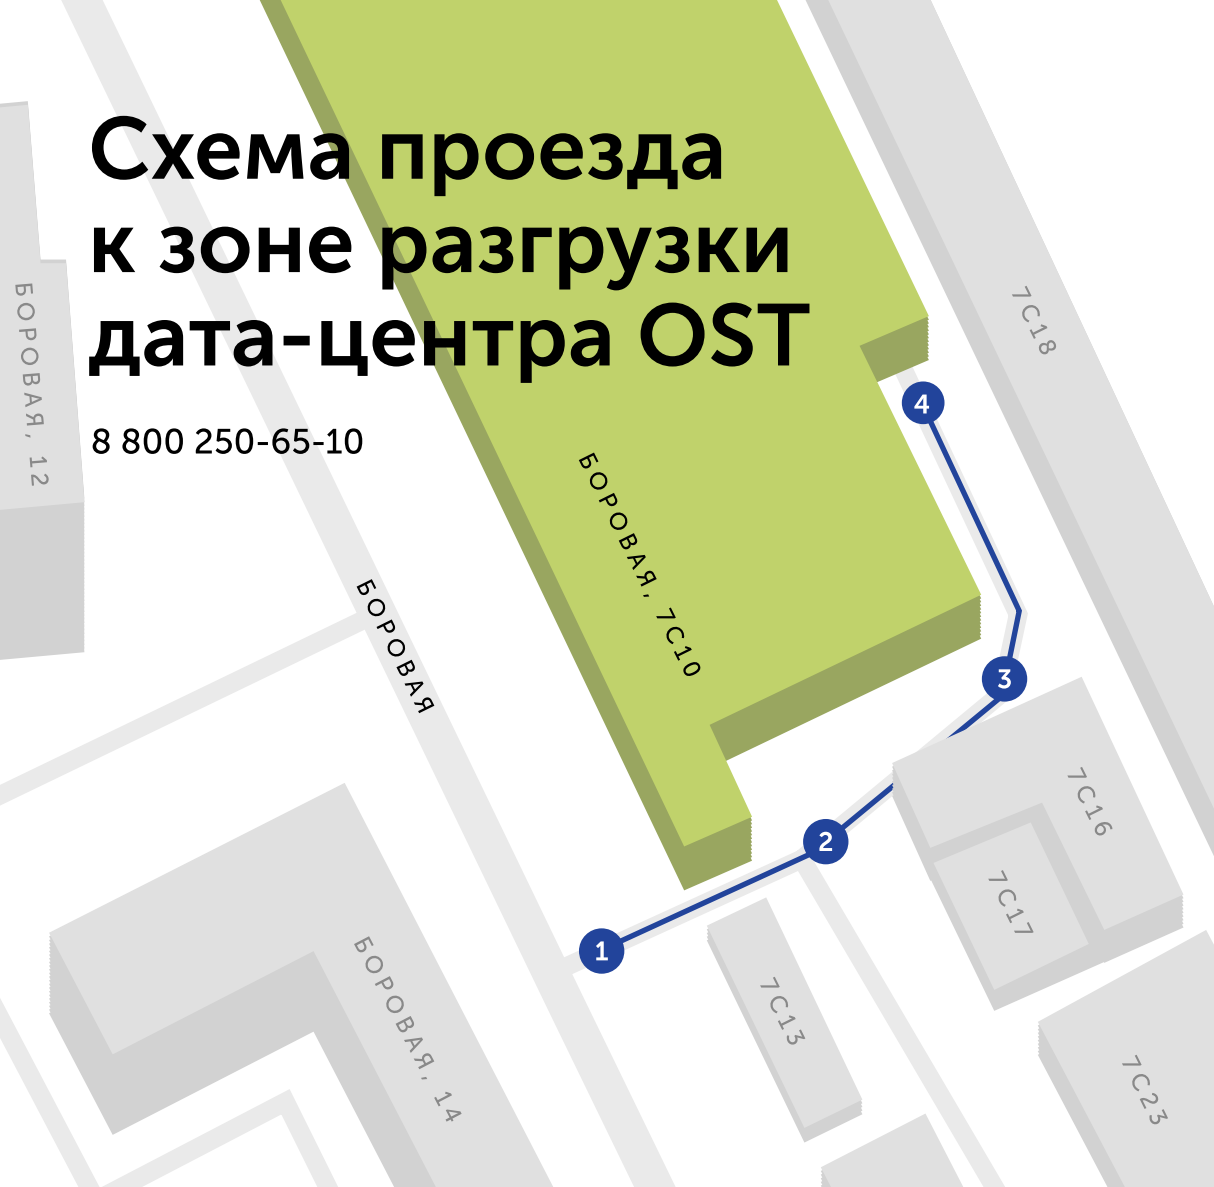 Схема проезда
к зоне разгрузки
дата-центра OST
8 800 250-65-10
БОРОВАЯ, 12
7С18
4
БОРОВАЯ, 7С10
БОРОВАЯ
3
7С16
2
7С17
1
БОРОВАЯ, 14
7С13
7С23